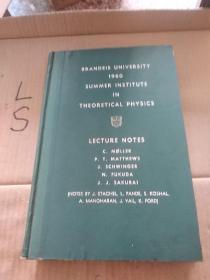 BRANDEIS UNIVERSITY
1960
SUMMER INSTITUTE
IN
THEORETICAL PHYSICS
LECTURE NOTES
C. MØLLER
P. T. MATTHEWS
J. SCHWINGER
N. FUKUDA
J. J. SAKURAI
(NOTES BY J. STACHEL, L. PANDE, S. KOSHAL,
A. MANOHARAN, J. VAIL, K. FORD)
L
S